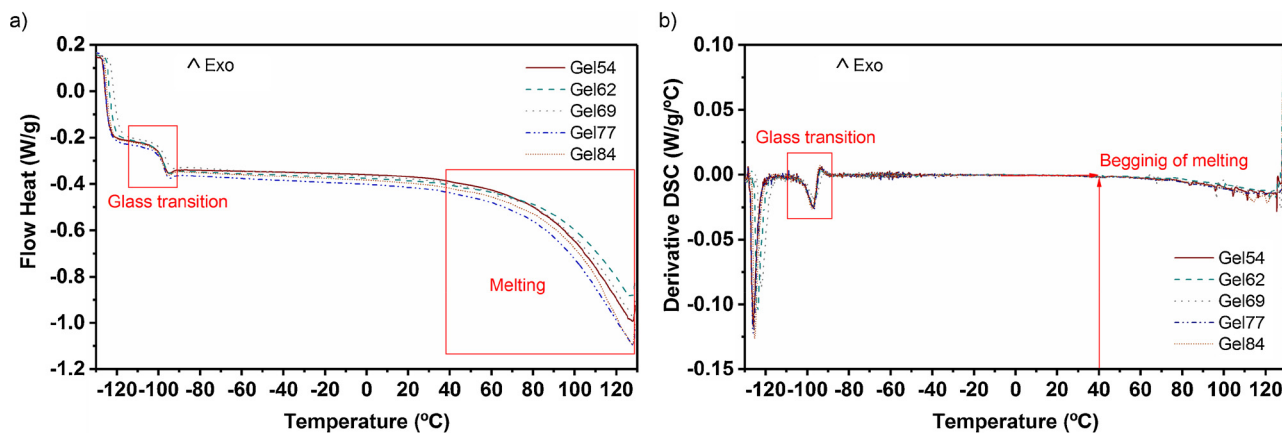 a)
Flow Heat (W/g)
0.2
0.0
-0.2
-0.4
-0.6
-0.8
-1.0
-1.2
^ Exo
Gel54
Gel62
Gel69
Gel77
Gel84
Glass transition
Melting
-120 -100 -80 -60 -40 -20 0 20 40 60 80 100 120
Temperature (ºC)
b)
Derivative DSC (W/g/ºC)
0.10
0.05
0.00
-0.05
-0.10
-0.15
^ Exo
Glass transition
Begginig of melting
Gel54
Gel62
Gel69
Gel77
Gel84
-120 -100 -80 -60 -40 -20 0 20 40 60 80 100 120
Temperature (ºC)